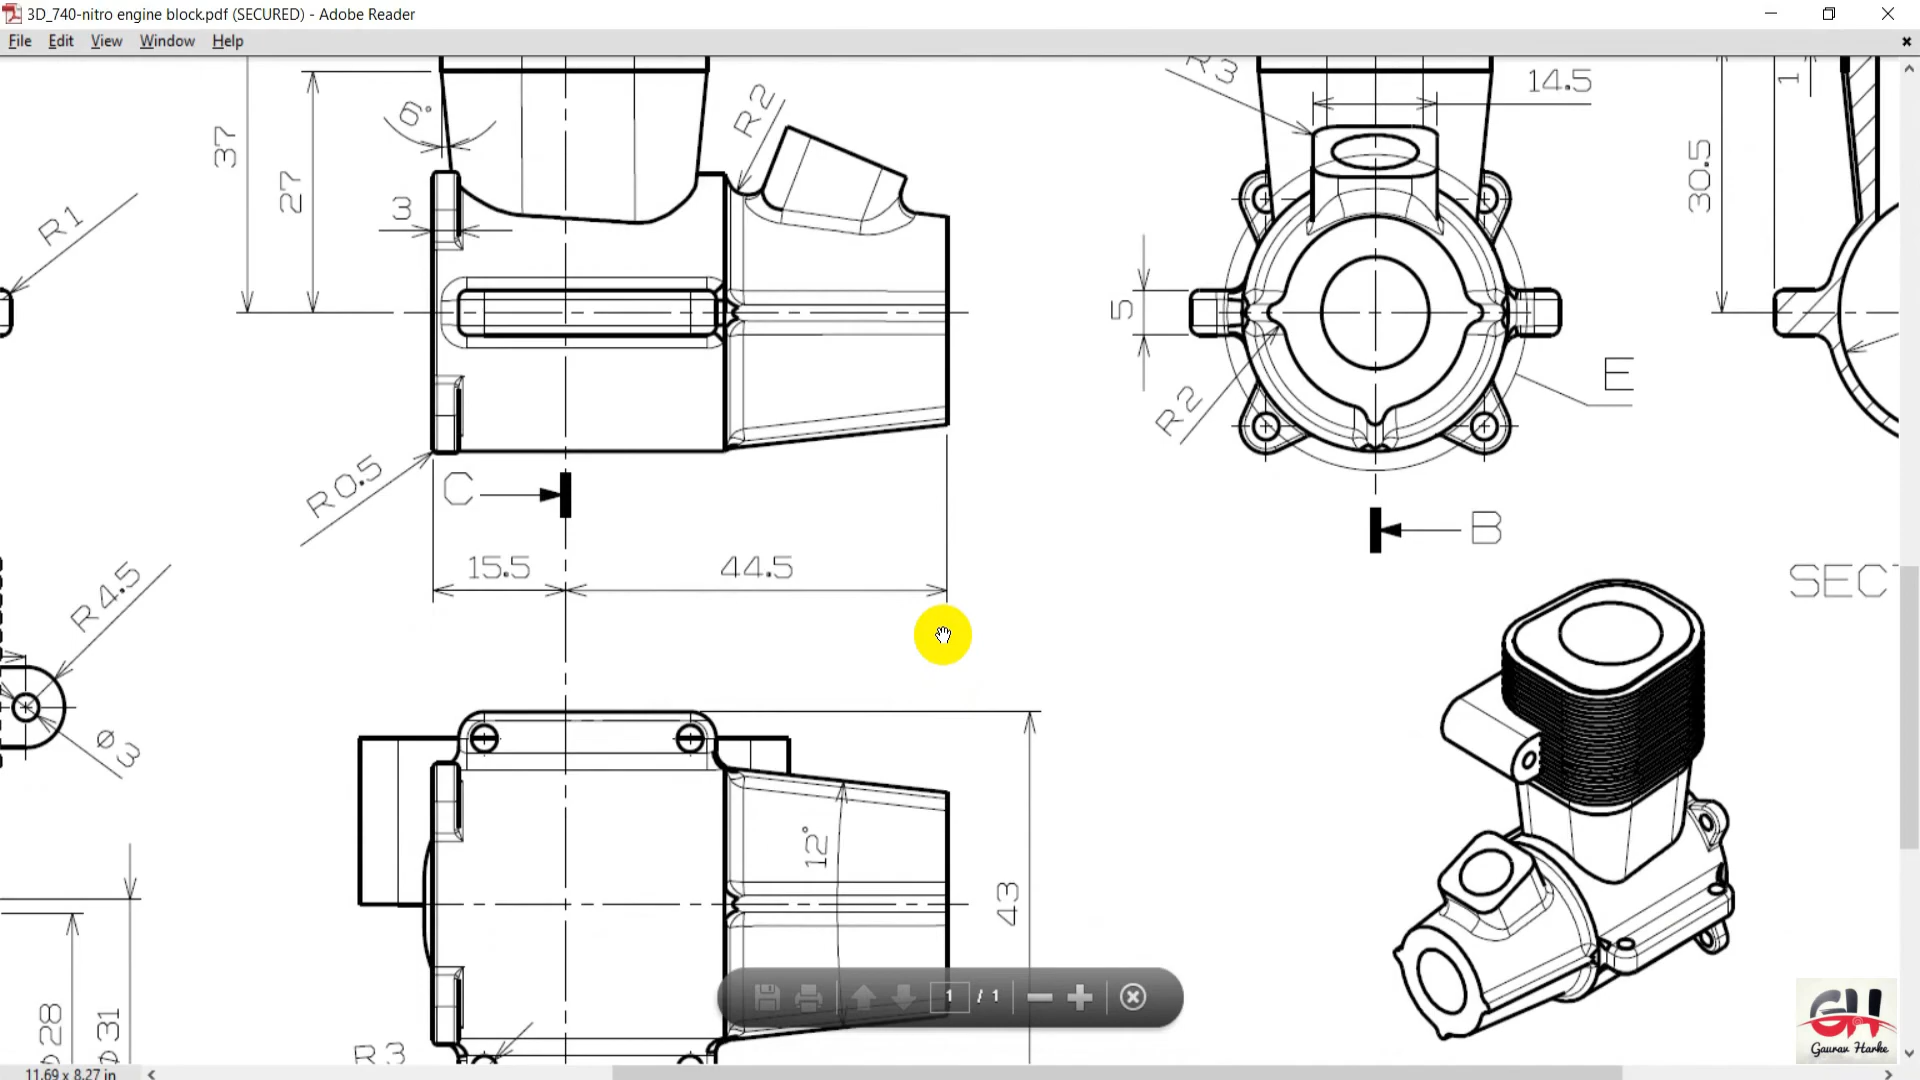 3D_740-nitro engine block.pdf (SECURED) - Adobe Reader
File Edit View Window Help
R3
14.5
1
6°
R2
37
27
30.5
R1
3
5
E
R2
R0.5
C
B
15.5
44.5
SEC
R4.5
⌀3
12°
43
28
31
R3
1 / 1
GH
Gaurav Harke
11.69 x 8.27 in